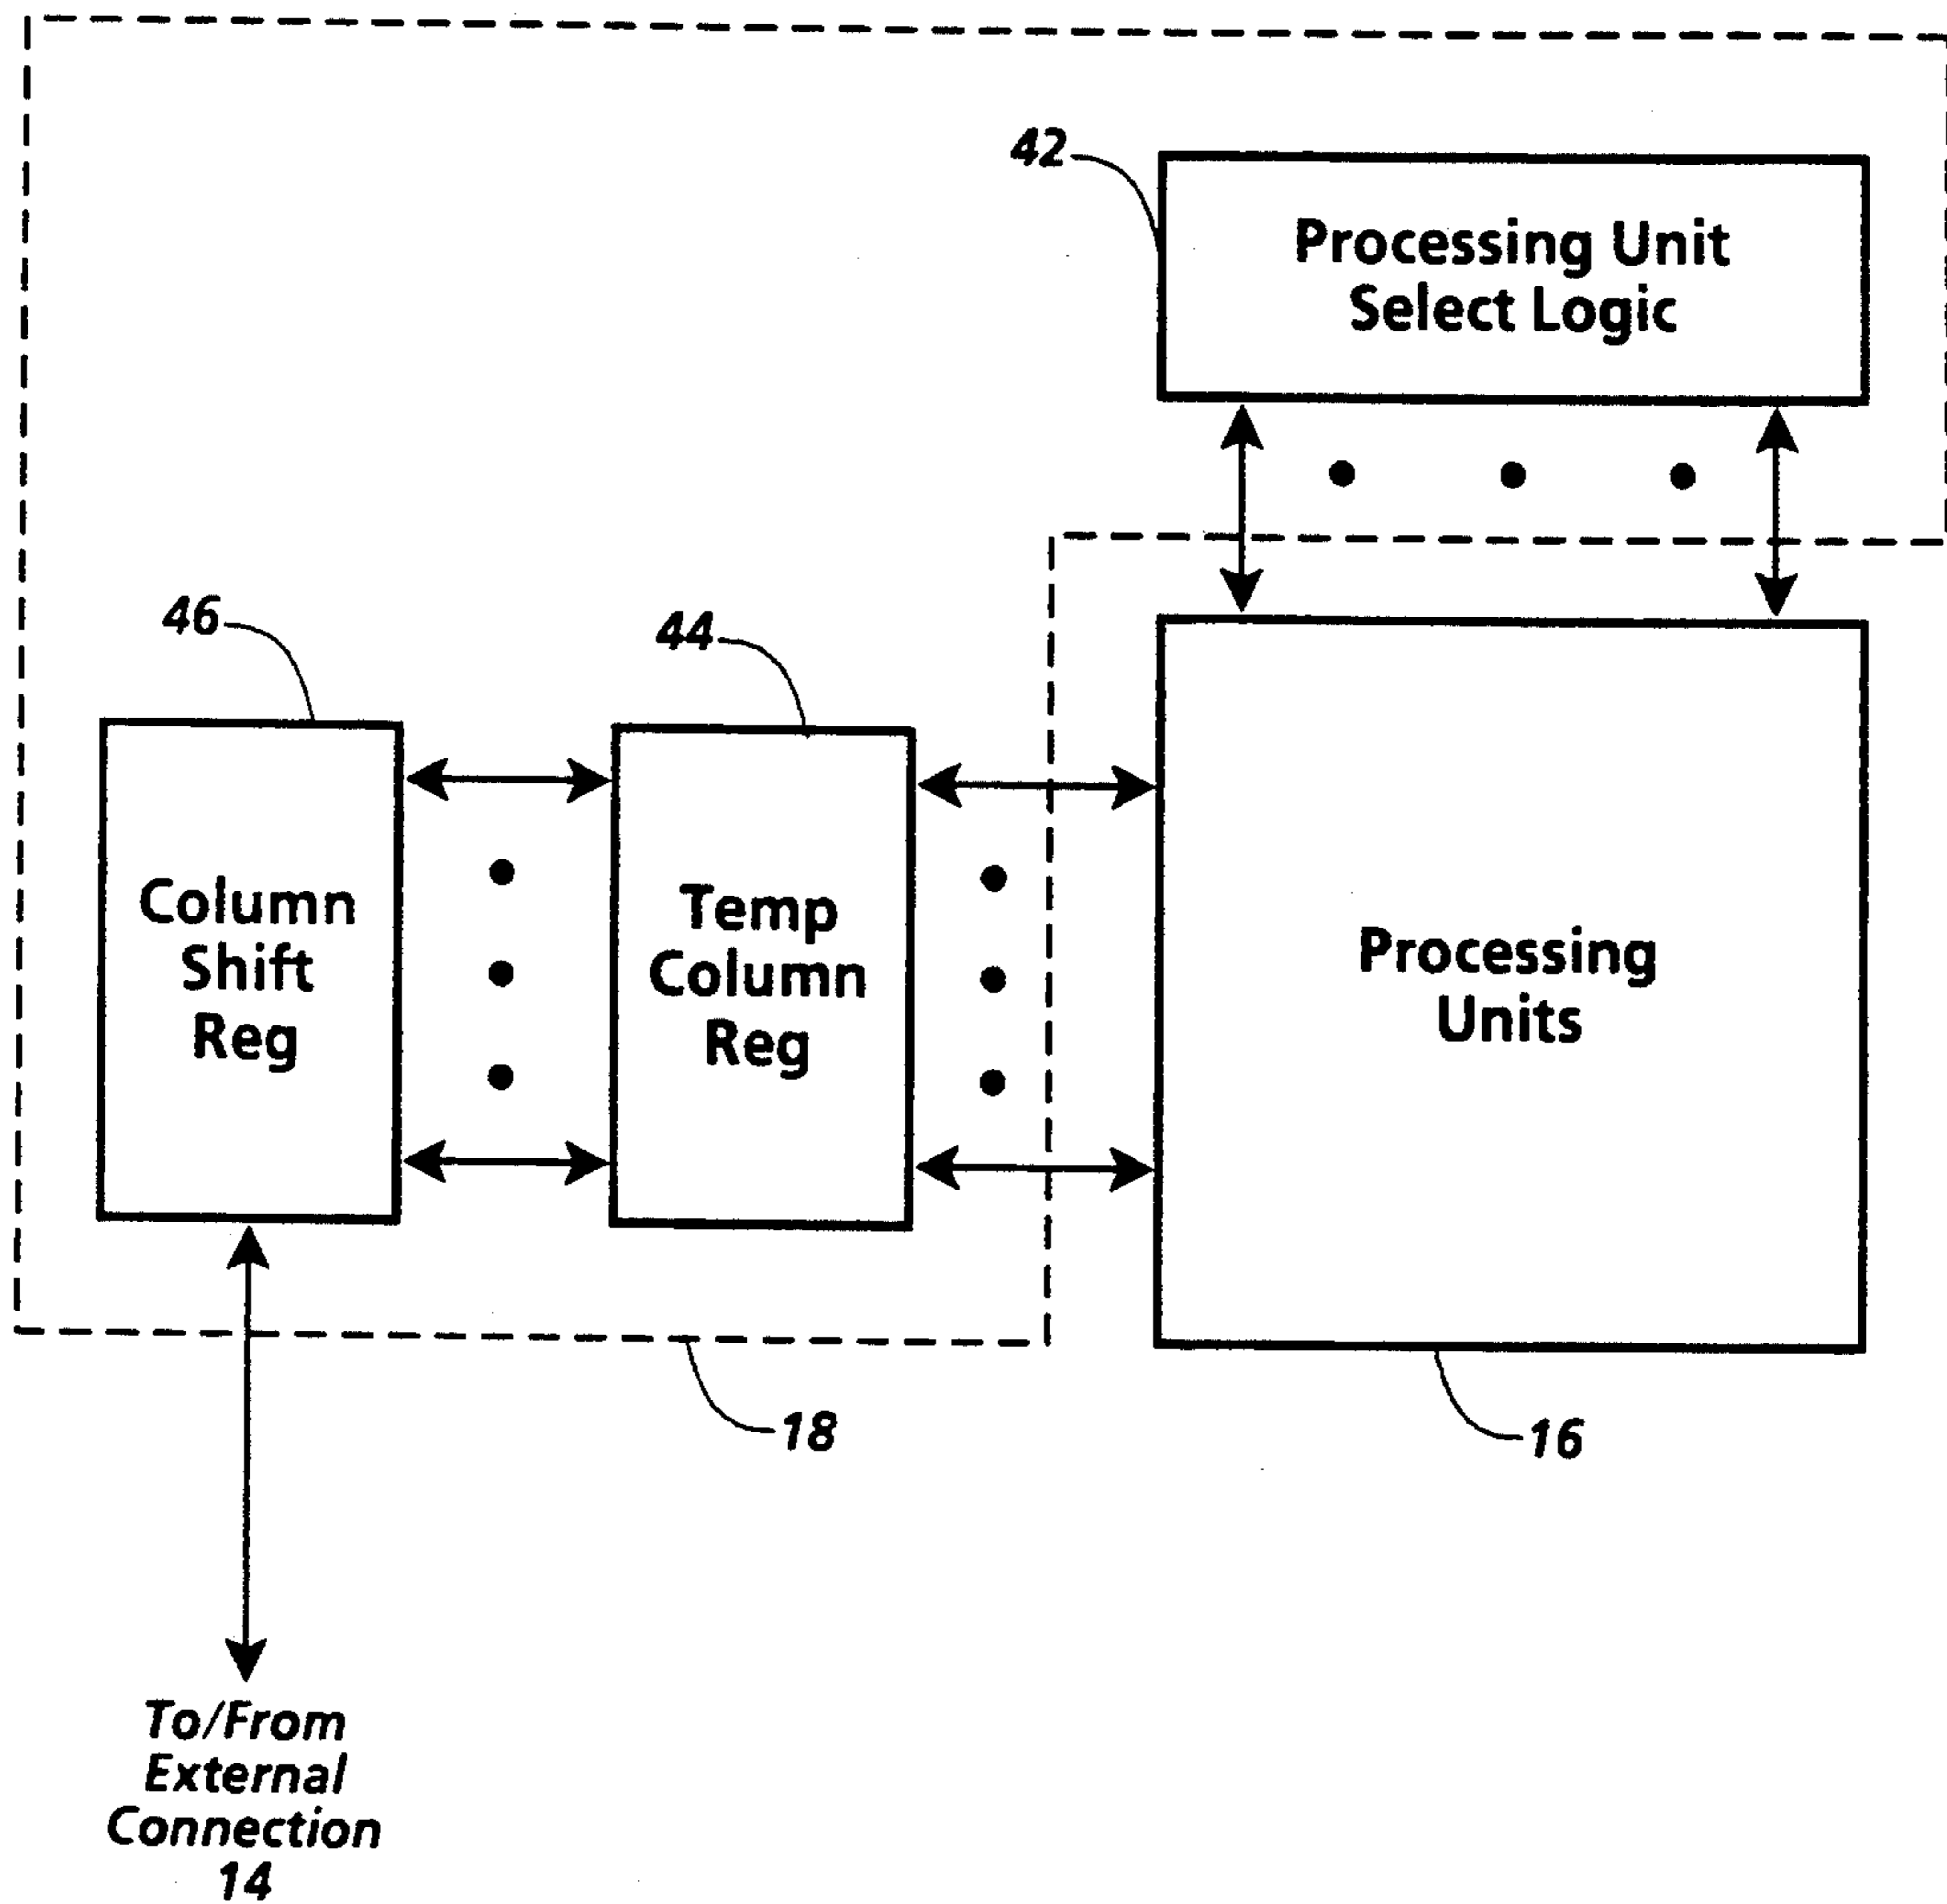 42
Processing Unit
Select Logic
46
44
Column
Shift
Reg
Temp
Column
Reg
Processing
Units
18
16
To/From
External
Connection
14